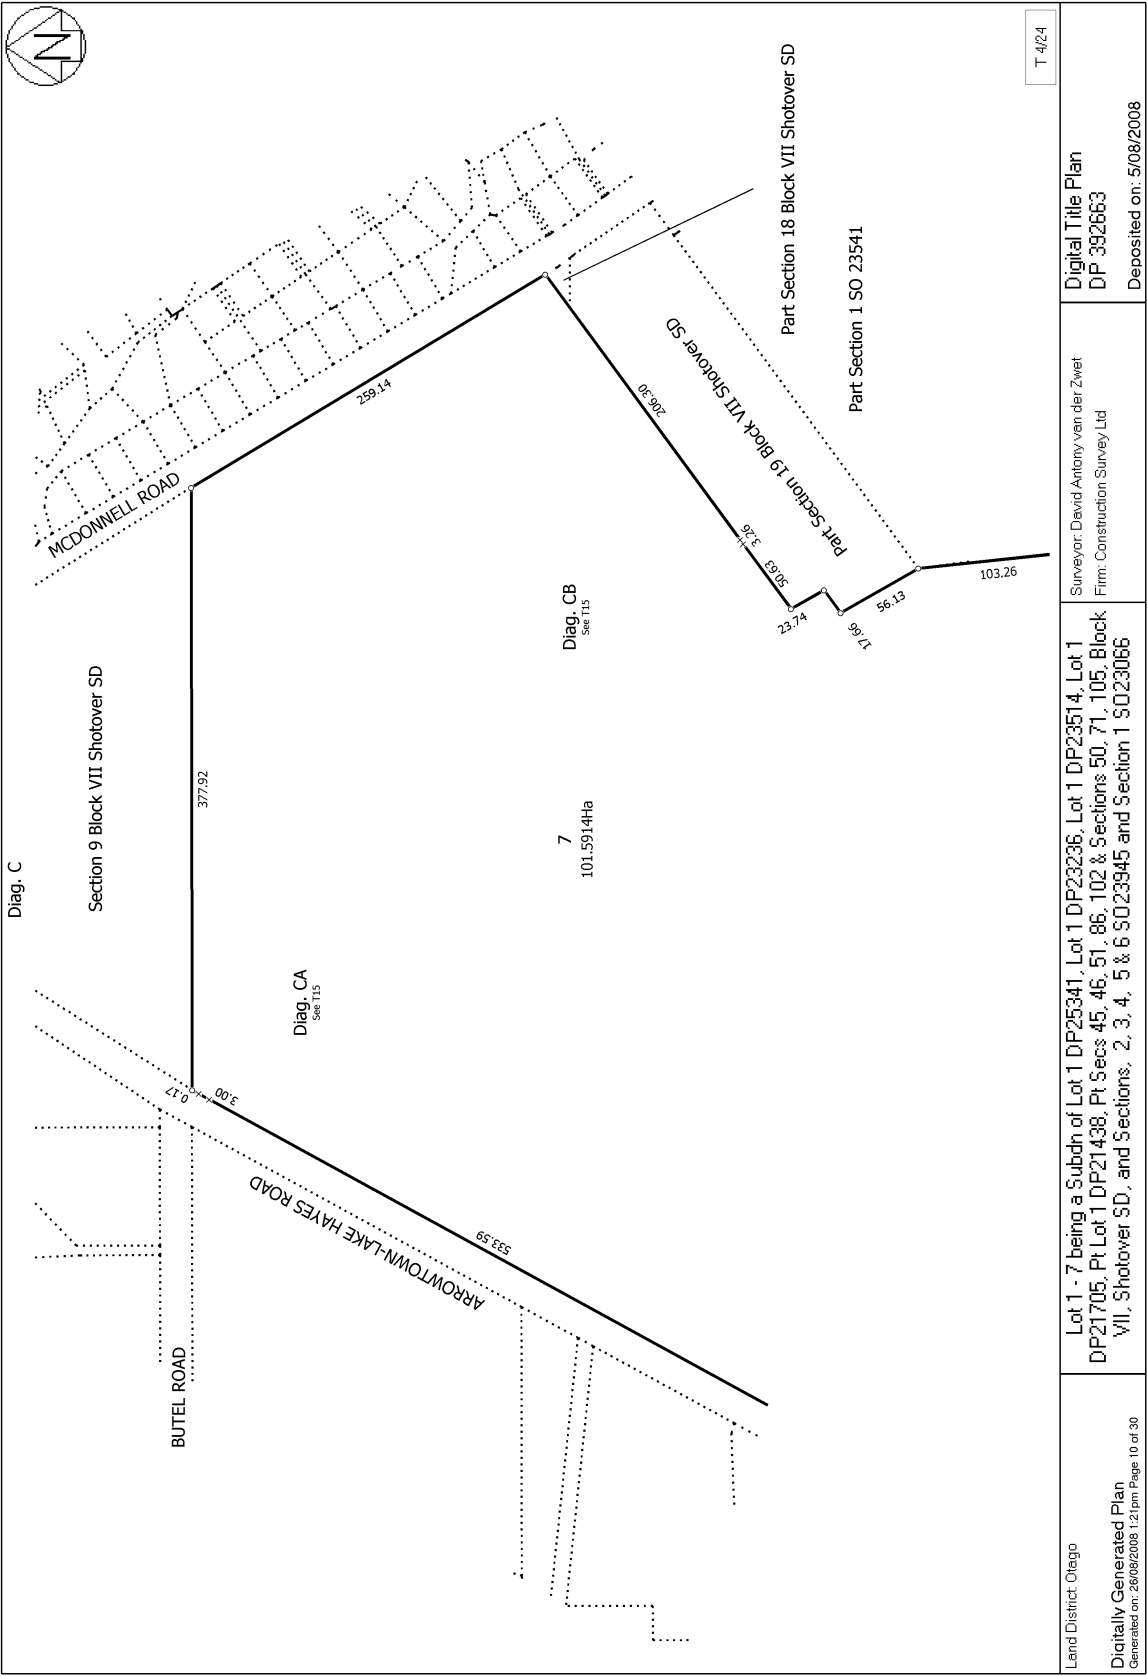 N
Diag. C
Section 9 Block VII Shotover SD
MCDONNELL ROAD
377.92
259.14
0.17
3.00
Diag. CA
See T15
7
101.5914Ha
Diag. CB
See T15
206.30
3.26
50.63
23.74
17.66
56.13
103.26
Part Section 19 Block VII Shotover SD
Part Section 18 Block VII Shotover SD
Part Section 1 SO 23541
ARROWTOWN-LAKE HAYES ROAD
533.59
BUTEL ROAD
T 4/24
Land District: Otago
Digitally Generated Plan
Generated on: 26/08/2008 1:21pm Page 10 of 30
Lot 1 - 7 being a Subdn of Lot 1 DP25341, Lot 1 DP23236, Lot 1 DP23514, Lot 1
DP21705, Pt Lot 1 DP21438, Pt Secs 45, 46, 51, 86, 102 & Sections 50, 71, 105, Block
VII, Shotover SD, and Sections, 2, 3, 4, 5 & 6 SO23945 and Section 1 SO23066
Surveyor: David Antony van der Zwet
Firm: Construction Survey Ltd
Digital Title Plan
DP 392663
Deposited on: 5/08/2008